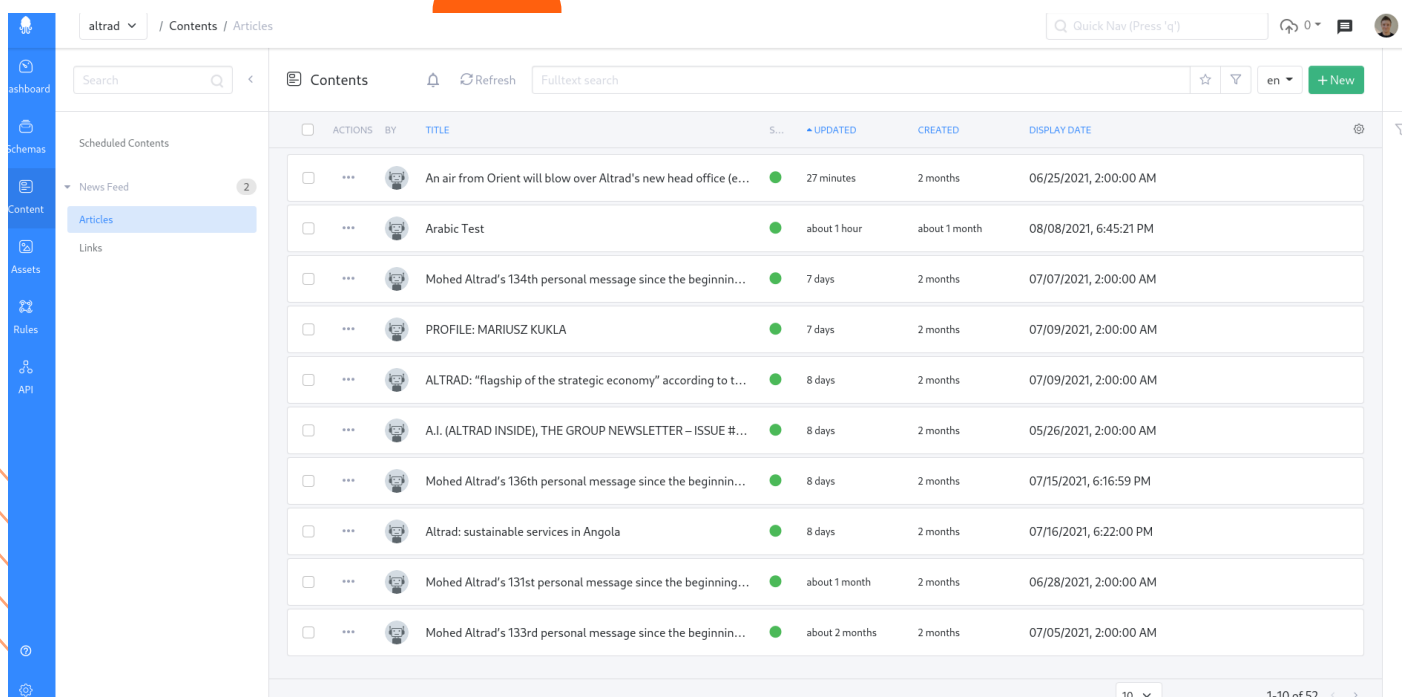 altrad / Contents / Articles Quick Nav (Press 'q') 0
Dashboard
Schemas
Content
Assets
Rules
API
Search
Scheduled Contents
News Feed 2
Articles
Links
Contents Refresh Fulltext search en +New
ACTIONS BY TITLE S... UPDATED CREATED DISPLAY DATE
An air from Orient will blow over Altrad's new head office (e... 27 minutes 2 months 06/25/2021, 2:00:00 AM
Arabic Test about 1 hour about 1 month 08/08/2021, 6:45:21 PM
Mohed Altrad's 134th personal message since the beginnin... 7 days 2 months 07/07/2021, 2:00:00 AM
PROFILE: MARIUSZ KUKLA 7 days 2 months 07/09/2021, 2:00:00 AM
ALTRAD: “flagship of the strategic economy” according to t... 8 days 2 months 07/09/2021, 2:00:00 AM
A.I. (ALTRAD INSIDE), THE GROUP NEWSLETTER – ISSUE #... 8 days 2 months 05/26/2021, 2:00:00 AM
Mohed Altrad's 136th personal message since the beginnin... 8 days 2 months 07/15/2021, 6:16:59 PM
Altrad: sustainable services in Angola 8 days 2 months 07/16/2021, 6:22:00 PM
Mohed Altrad's 131st personal message since the beginning... about 1 month 2 months 06/28/2021, 2:00:00 AM
Mohed Altrad's 133rd personal message since the beginnin... about 2 months 2 months 07/05/2021, 2:00:00 AM
10 1-10 of 52